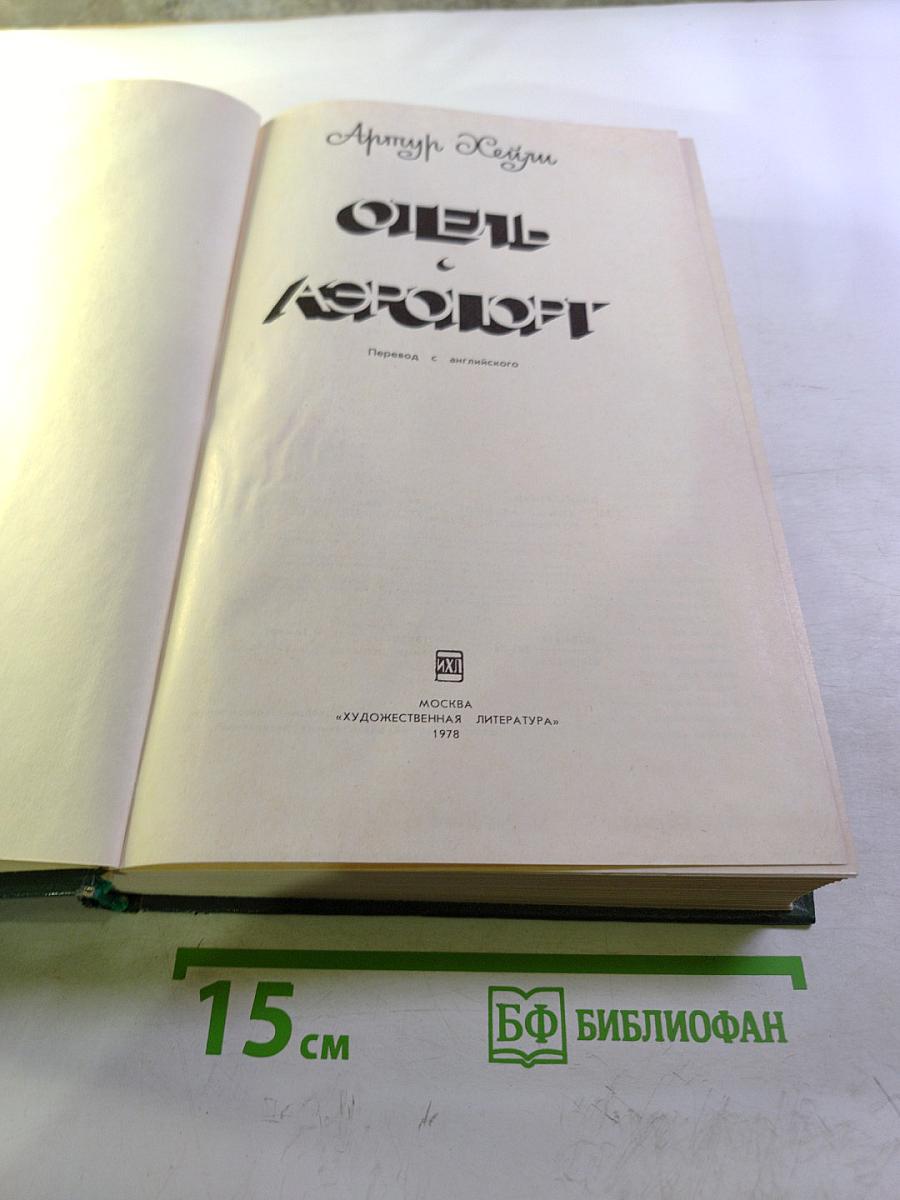 Артур Хейли
ОТЕЛЬ
АЭРОПОРТ
Перевод с английского
ИХЛ
МОСКВА
«ХУДОЖЕСТВЕННАЯ ЛИТЕРАТУРА»
1978
15 см
БФ БИБЛИОФАН